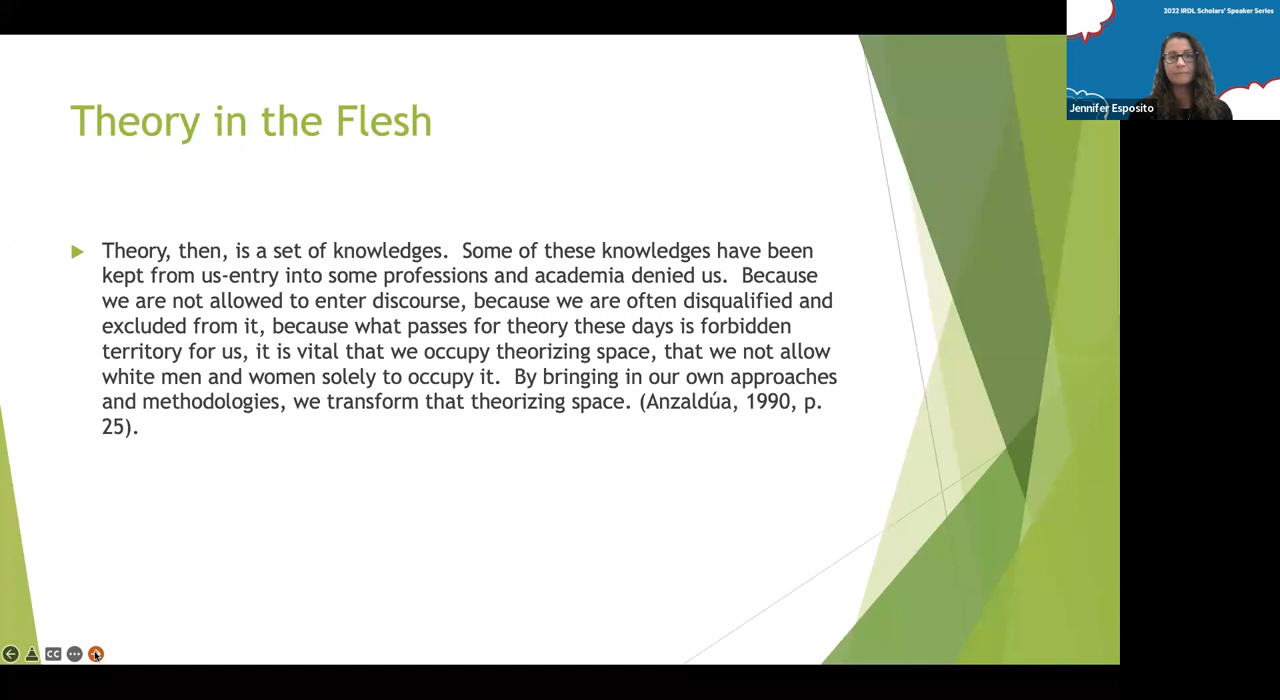 2022 IRDL Scholars' Speaker Series
Jennifer Esposito
Theory in the Flesh
Theory, then, is a set of knowledges.  Some of these knowledges have been
kept from us-entry into some professions and academia denied us.  Because
we are not allowed to enter discourse, because we are often disqualified and
excluded from it, because what passes for theory these days is forbidden
territory for us, it is vital that we occupy theorizing space, that we not allow
white men and women solely to occupy it.  By bringing in our own approaches
and methodologies, we transform that theorizing space. (Anzaldúa, 1990, p.
25).
CC